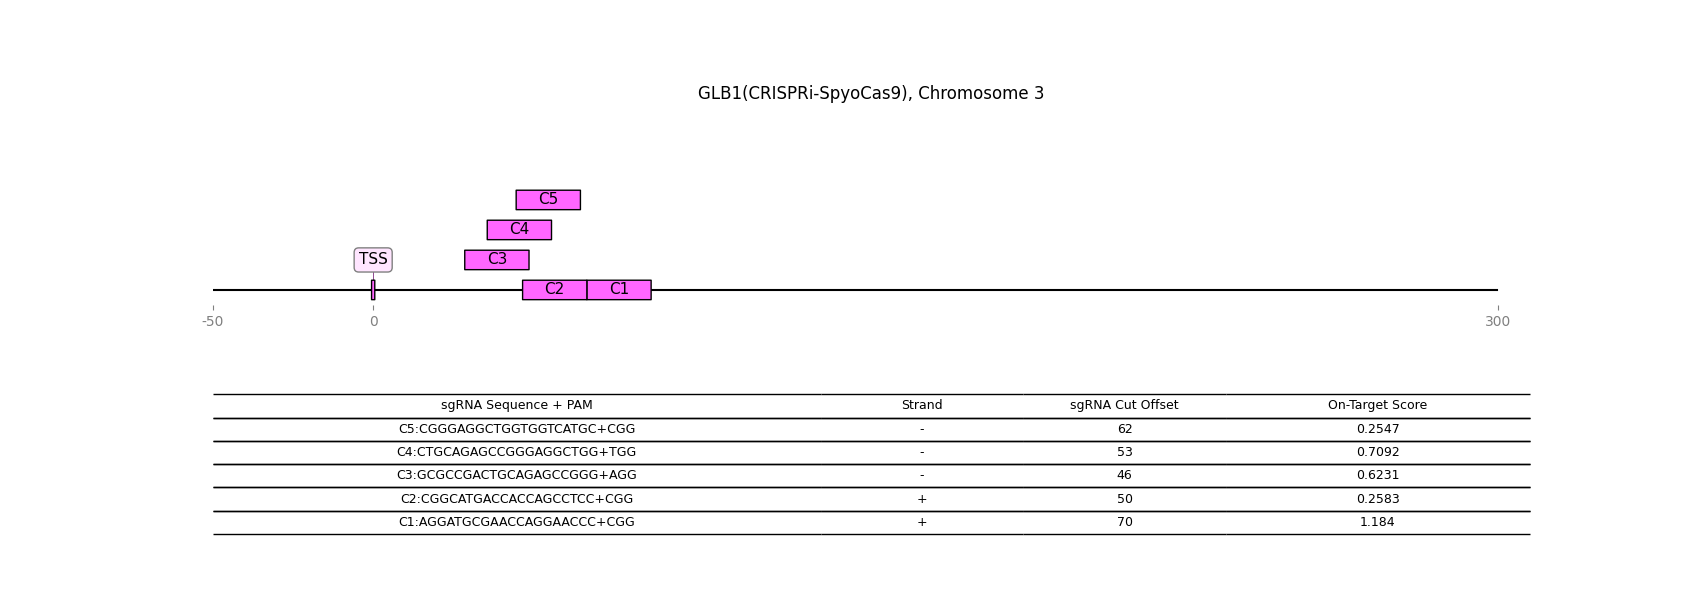 GLB1(CRISPRi-SpyoCas9), Chromosome 3
C5
C4
TSS C3
C2 C1
-50 0 300
sgRNA Sequence + PAM Strand sgRNA Cut Offset On-Target Score
C5:CGGGAGGCTGGTGGTCATGC+CGG - 62 0.2547
C4:CTGCAGAGCCGGGAGGCTGG+TGG - 53 0.7092
C3:GCGCCGACTGCAGAGCCGGG+AGG - 46 0.6231
C2:CGGCATGACCACCAGCCTCC+CGG + 50 0.2583
C1:AGGATGCGAACCAGGAACCC+CGG + 70 1.184